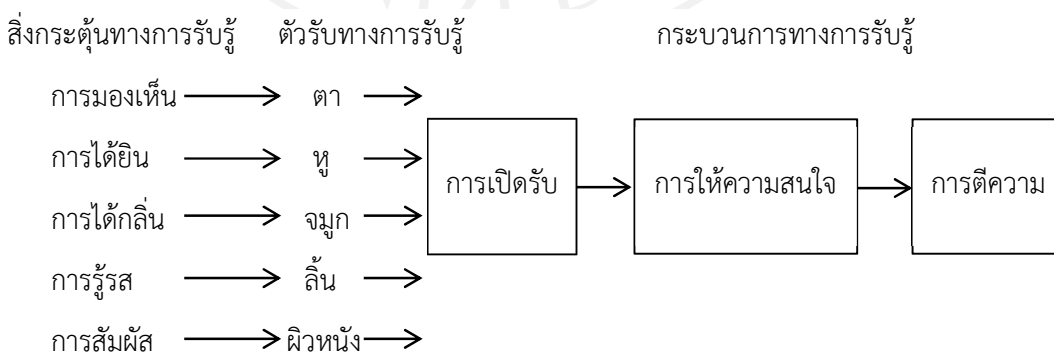 สิ่งกระตุ้นทางการรับรู้ ตัวรับทางการรับรู้ กระบวนการทางการรับรู้
การมองเห็น ตา
การได้ยิน หู
การเปิดรับ การให้ความสนใจ การตีความ
การได้กลิ่น จมูก
การรู้รส ลิ้น
การสัมผัส ผิวหนัง